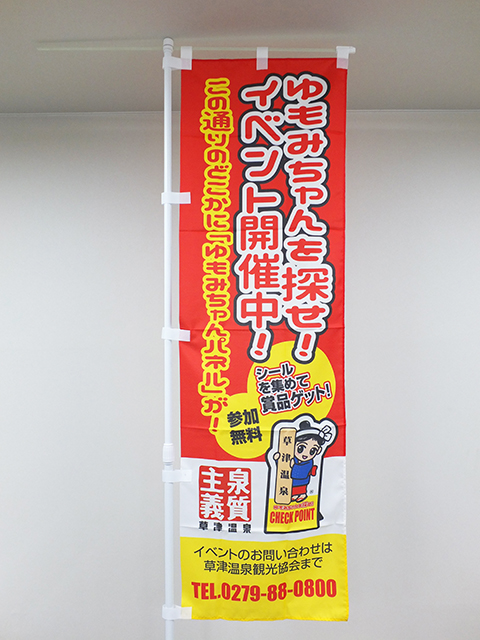 ゆもみちゃんを探せ！
イベント開催中！
この通りのどこかに「ゆもみちゃんパネル」が！
シール
を集めて
賞品ゲット！
参加
無料
草津温泉
CHECK POINT
泉質
主義
草津温泉
イベントのお問い合わせは
草津温泉観光協会まで
TEL.0279-88-0800